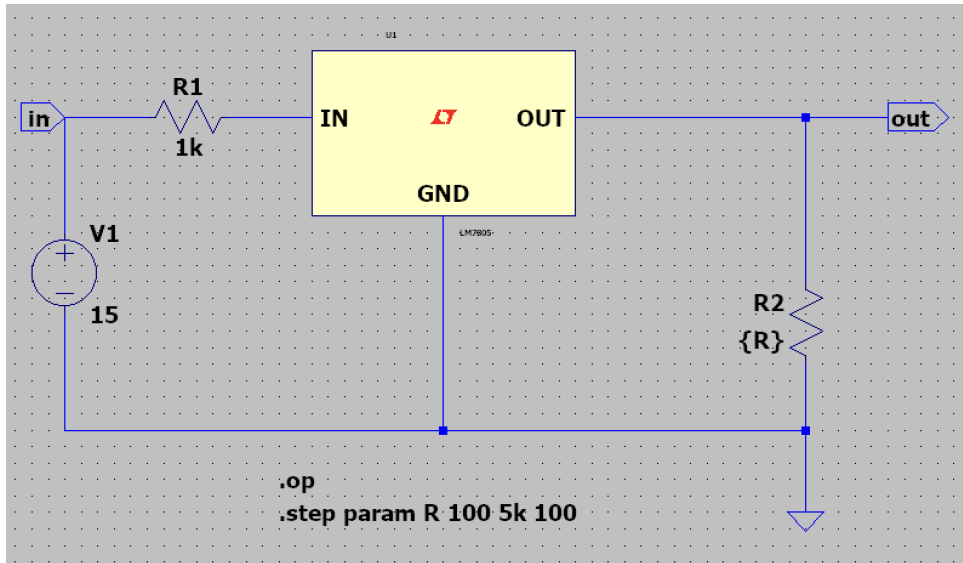 U1
R1
in
IN
OUT
out
1k
GND
LM7805
V1
15
R2
{R}
.op
.step param R 100 5k 100